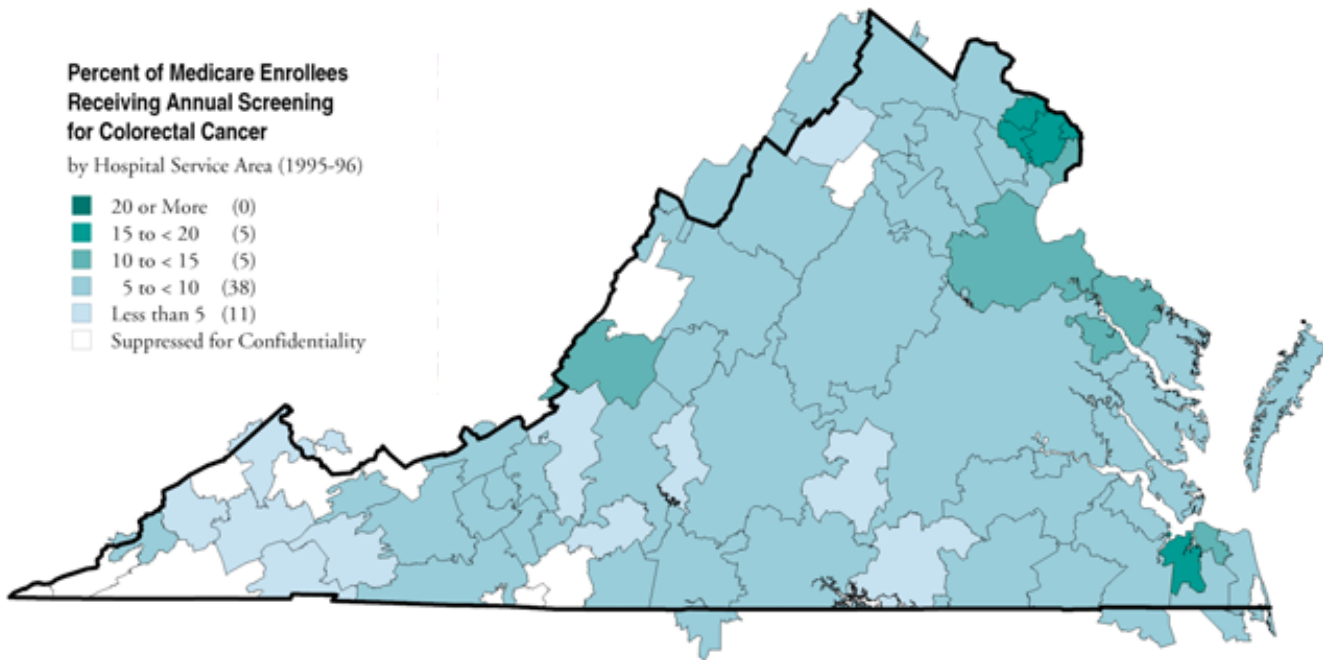 Percent of Medicare Enrollees
Receiving Annual Screening
for Colorectal Cancer
by Hospital Service Area (1995-96)
20 or More (0)
15 to < 20 (5)
10 to < 15 (5)
5 to < 10 (38)
Less than 5 (11)
Suppressed for Confidentiality